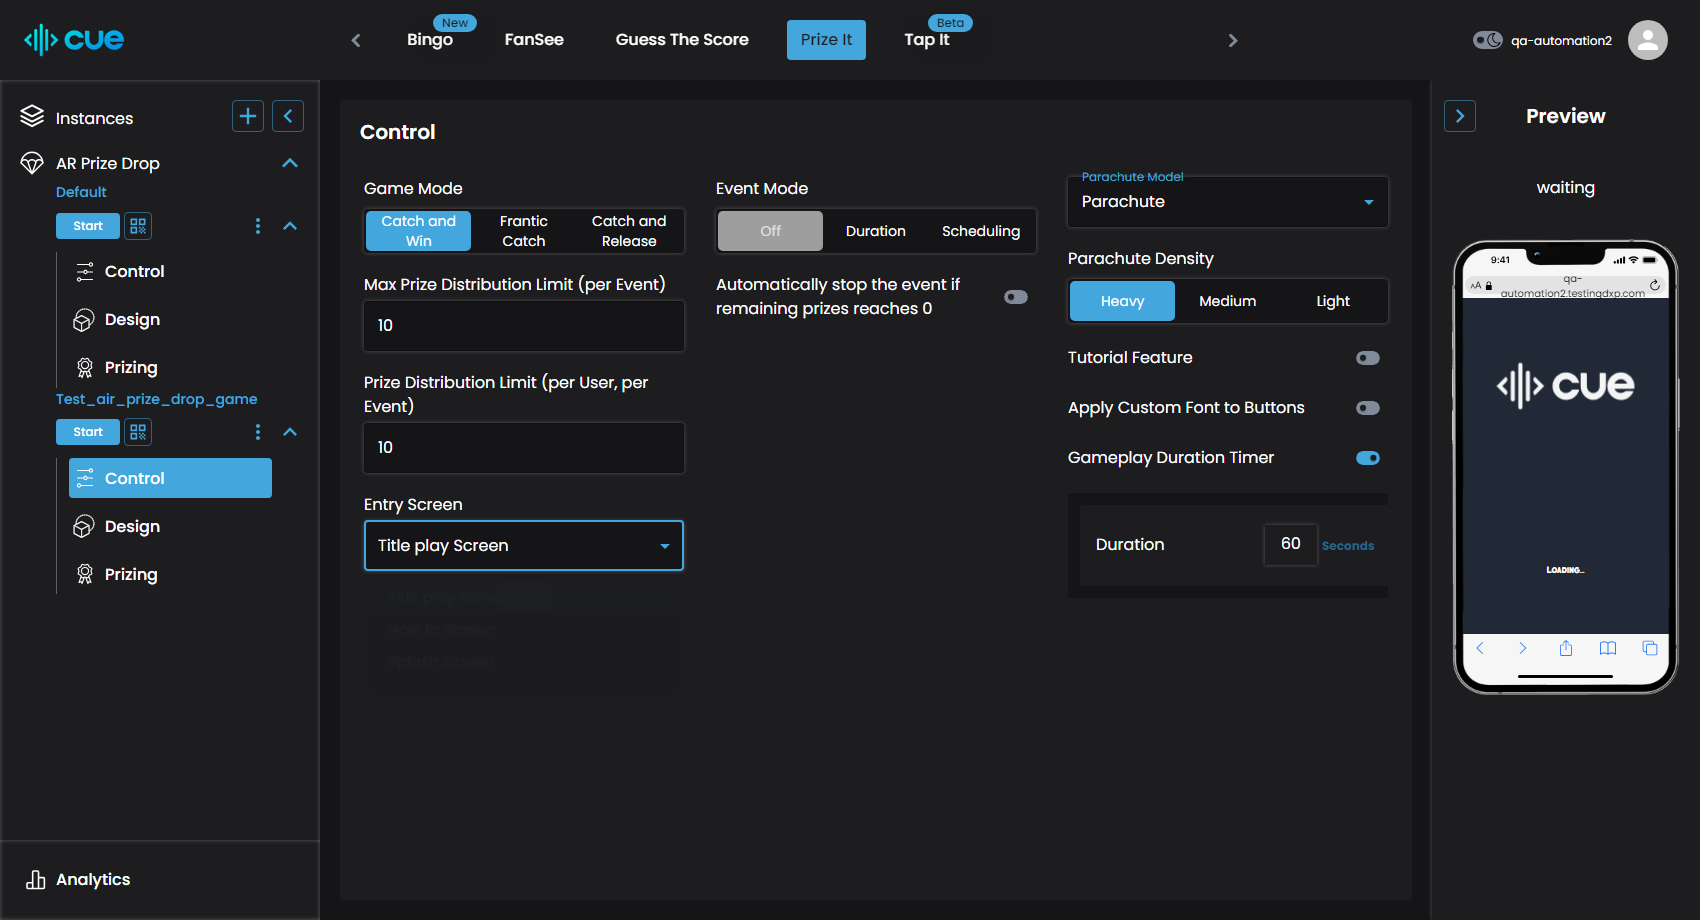 cue
New
Bingo
FanSee
Guess The Score
Prize It
Beta
Tap It
qa-automation2
Instances
AR Prize Drop
Default
Start
Control
Design
Prizing
Test_air_prize_drop_game
Start
Control
Design
Prizing
Analytics
Control
Game Mode
Catch and
Win
Frantic
Catch
Catch and
Release
Max Prize Distribution Limit (per Event)
10
Prize Distribution Limit (per User, per
Event)
10
Entry Screen
Title play Screen
Title play Screen
How to Screen
Splash Screen
Event Mode
Off
Duration
Scheduling
Automatically stop the event if
remaining prizes reaches 0
Parachute Model
Parachute
Parachute Density
Heavy
Medium
Light
Tutorial Feature
Apply Custom Font to Buttons
Gameplay Duration Timer
Duration
60
Seconds
Preview
waiting
9:41
AA
qa-
automation2.testingdxp.com
cue
LOADING...